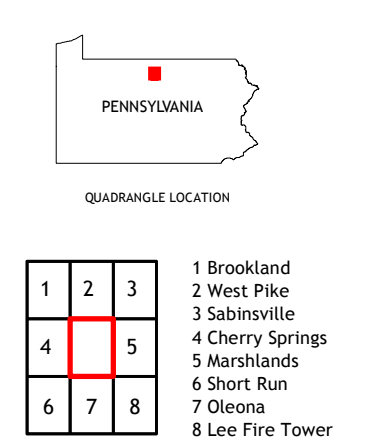 PENNSYLVANIA
QUADRANGLE LOCATION
1 2 3
4 5
6 7 8
1 Brookland
2 West Pike
3 Sabinsville
4 Cherry Springs
5 Marshlands
6 Short Run
7 Oleona
8 Lee Fire Tower